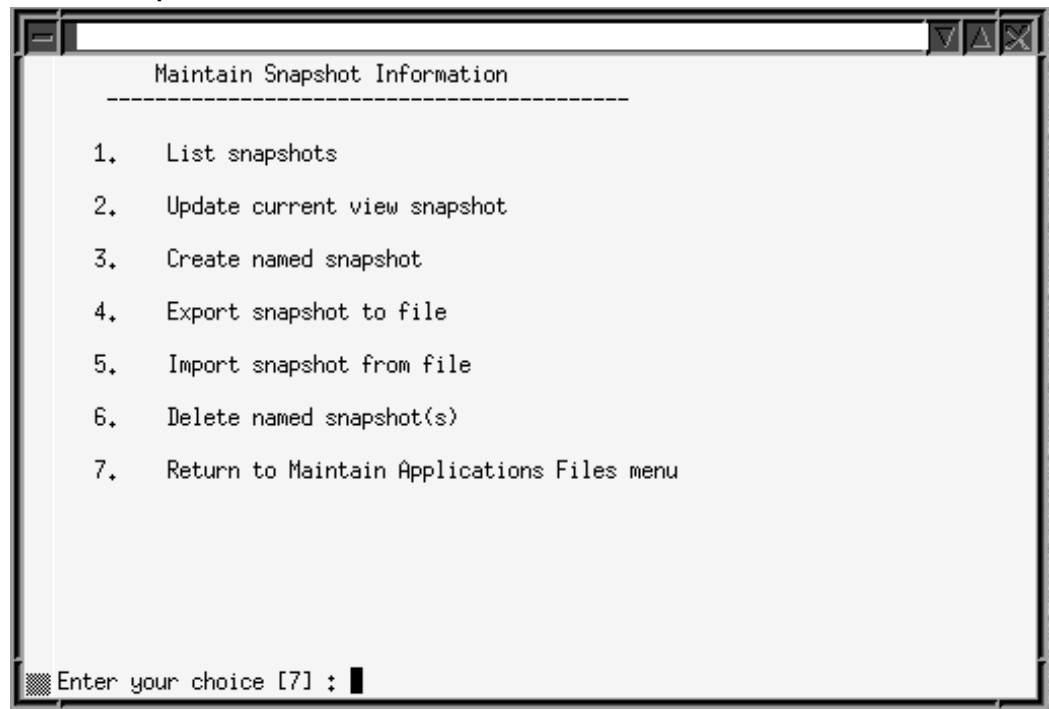 Maintain Snapshot Information
-------------------------------------------
1. List snapshots
2. Update current view snapshot
3. Create named snapshot
4. Export snapshot to file
5. Import snapshot from file
6. Delete named snapshot(s)
7. Return to Maintain Applications Files menu
Enter your choice [7] :